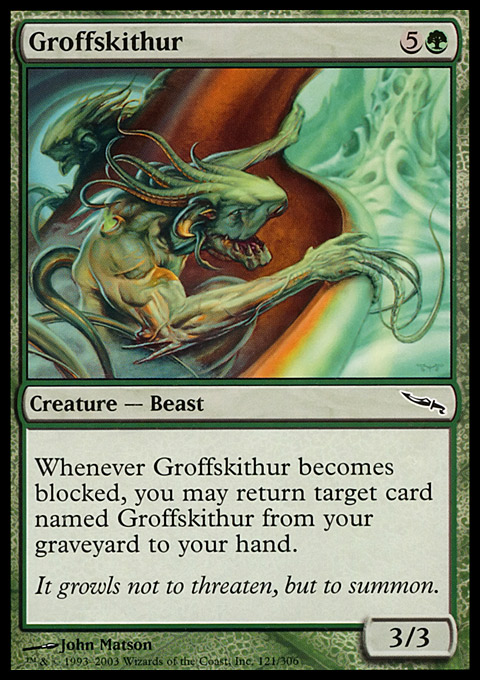 Groffskithur 5
Creature — Beast
Whenever Groffskithur becomes
blocked, you may return target card
named Groffskithur from your
graveyard to your hand.
It growls not to threaten, but to summon.
John Matson
3/3
™ & © 1993–2003 Wizards of the Coast, Inc. 121/306